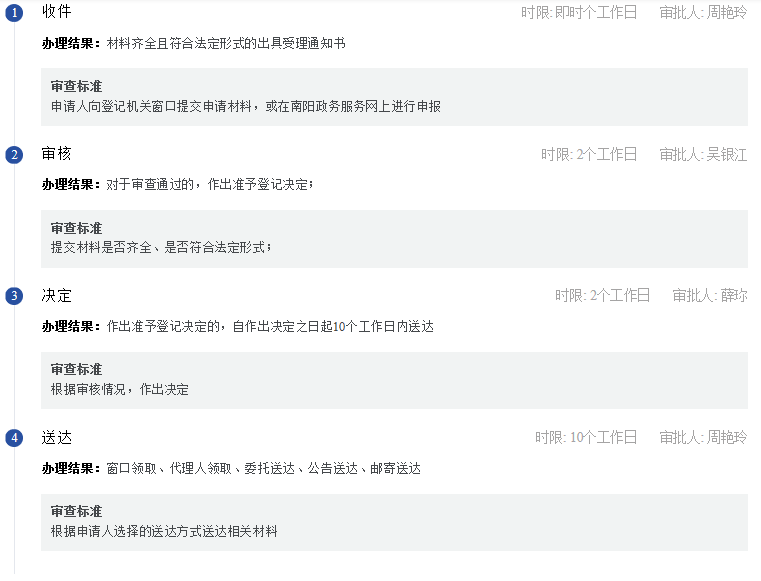 1 收件 时限: 即时个工作日 审批人: 周艳玲
办理结果：材料齐全且符合法定形式的出具受理通知书
审查标准
申请人向登记机关窗口提交申请材料，或在南阳政务服务网上进行申报
2 审核 时限: 2个工作日 审批人: 吴银江
办理结果：对于审查通过的，作出准予登记决定；
审查标准
提交材料是否齐全、是否符合法定形式；
3 决定 时限: 2个工作日 审批人: 薛珎
办理结果：作出准予登记决定的，自作出决定之日起10个工作日内送达
审查标准
根据审核情况，作出决定
4 送达 时限: 10个工作日 审批人: 周艳玲
办理结果：窗口领取、代理人领取、委托送达、公告送达、邮寄送达
审查标准
根据申请人选择的送达方式送达相关材料